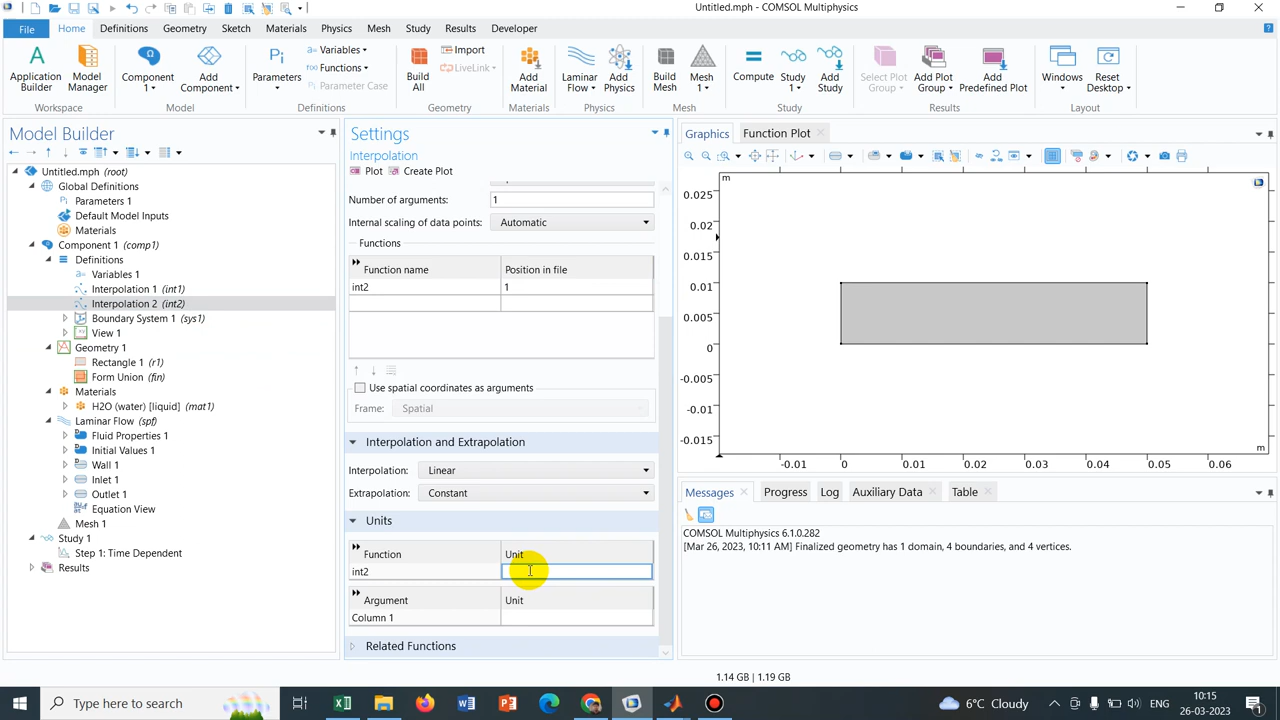 Untitled.mph - COMSOL Multiphysics
File Home Definitions Geometry Sketch Materials Physics Mesh Study Results Developer
Application Builder
Model Manager
Workspace
Component 1
Add Component
Model
Pi Parameters
a= Variables
f(x) Functions
Parameter Case
Definitions
Build All
Import
LiveLink
Geometry
Add Material
Materials
Laminar Flow
Add Physics
Physics
Build Mesh
Mesh 1
Mesh
Compute
Study 1
Add Study
Study
Select Plot Group
Add Plot Group
Add Predefined Plot
Results
Windows
Reset Desktop
Layout
Model Builder
Untitled.mph (root)
Global Definitions
Pi Parameters 1
Default Model Inputs
Materials
Component 1 (comp1)
Definitions
a= Variables 1
Interpolation 1 (int1)
Interpolation 2 (int2)
Boundary System 1 (sys1)
View 1
Geometry 1
Rectangle 1 (r1)
Form Union (fin)
Materials
H2O (water) [liquid] (mat1)
Laminar Flow (spf)
Fluid Properties 1
Initial Values 1
Wall 1
Inlet 1
Outlet 1
Equation View
Mesh 1
Study 1
Step 1: Time Dependent
Results
Settings
Interpolation
Plot Create Plot
Number of arguments: 1
Internal scaling of data points: Automatic
Functions
Function name Position in file
int2 1
Use spatial coordinates as arguments
Frame: Spatial
Interpolation and Extrapolation
Interpolation: Linear
Extrapolation: Constant
Units
Function Unit
int2
Argument Unit
Column 1
Related Functions
Graphics Function Plot
m
0.025
0.02
0.015
0.01
0.005
0
-0.005
-0.01
-0.015
m
-0.01 0 0.01 0.02 0.03 0.04 0.05 0.06
Messages Progress Log Auxiliary Data Table
COMSOL Multiphysics 6.1.0.282
[Mar 26, 2023, 10:11 AM] Finalized geometry has 1 domain, 4 boundaries, and 4 vertices.
1.14 GB | 1.19 GB
Type here to search
6°C Cloudy
ENG
10:15
26-03-2023